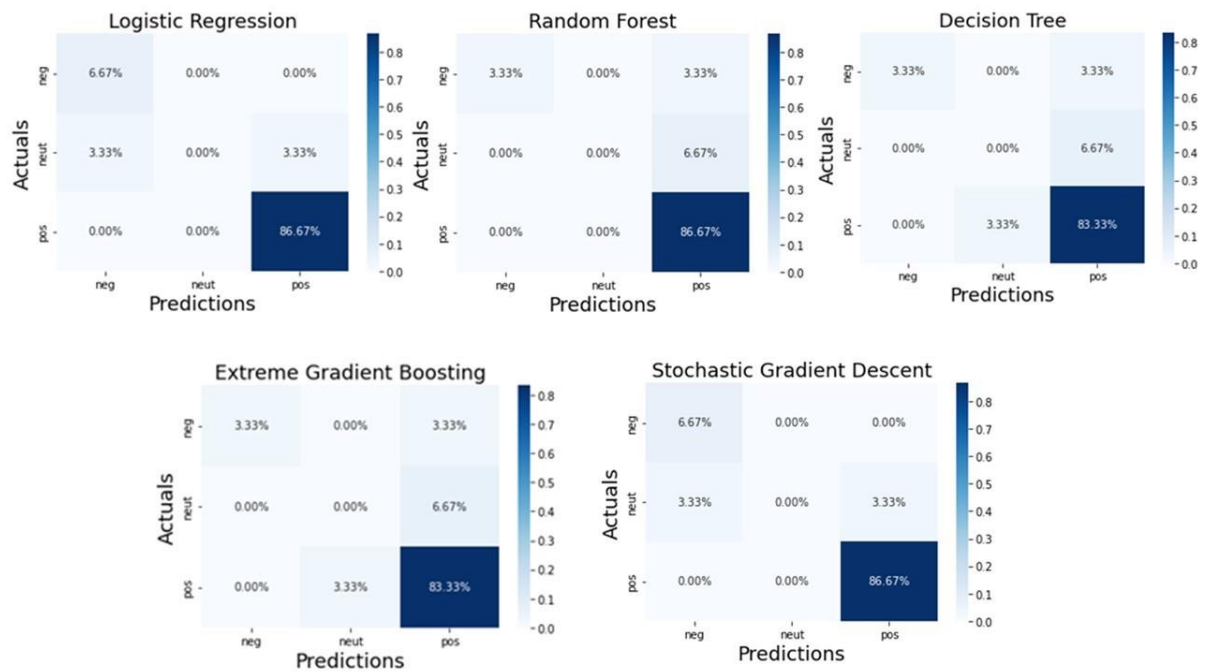 Logistic Regression
neg
6.67%
0.00%
0.00%
neut
3.33%
0.00%
3.33%
pos
0.00%
0.00%
86.67%
Actuals
neg
neut
pos
Predictions
0.8
0.7
0.6
0.5
0.4
0.3
0.2
0.1
0.0
Random Forest
neg
3.33%
0.00%
3.33%
neut
0.00%
0.00%
6.67%
pos
0.00%
0.00%
86.67%
Actuals
neg
neut
pos
Predictions
0.8
0.7
0.6
0.5
0.4
0.3
0.2
0.1
0.0
Decision Tree
neg
3.33%
0.00%
3.33%
neut
0.00%
0.00%
6.67%
pos
0.00%
3.33%
83.33%
Actuals
neg
neut
pos
Predictions
0.8
0.7
0.6
0.5
0.4
0.3
0.2
0.1
0.0
Extreme Gradient Boosting
neg
3.33%
0.00%
3.33%
neut
0.00%
0.00%
6.67%
pos
0.00%
3.33%
83.33%
Actuals
neg
neut
pos
Predictions
0.8
0.7
0.6
0.5
0.4
0.3
0.2
0.1
0.0
Stochastic Gradient Descent
neg
6.67%
0.00%
0.00%
neut
3.33%
0.00%
3.33%
pos
0.00%
0.00%
86.67%
Actuals
neg
neut
pos
Predictions
0.8
0.7
0.6
0.5
0.4
0.3
0.2
0.1
0.0